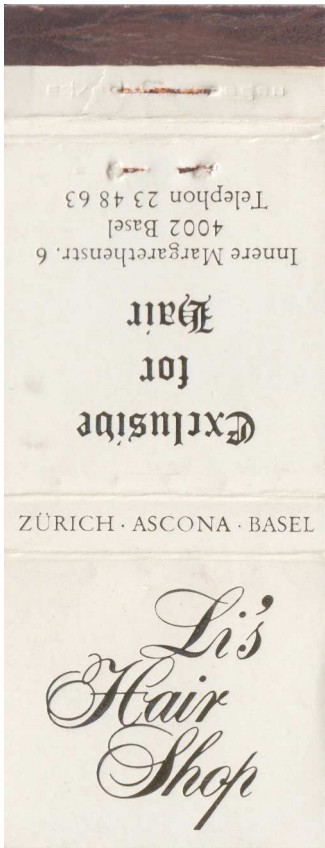 Exclusive
for
Hair
Innere Margarethenstr. 6
4002 Basel
Telephon 23 48 63
ZÜRICH · ASCONA · BASEL
Li's
Hair
Shop